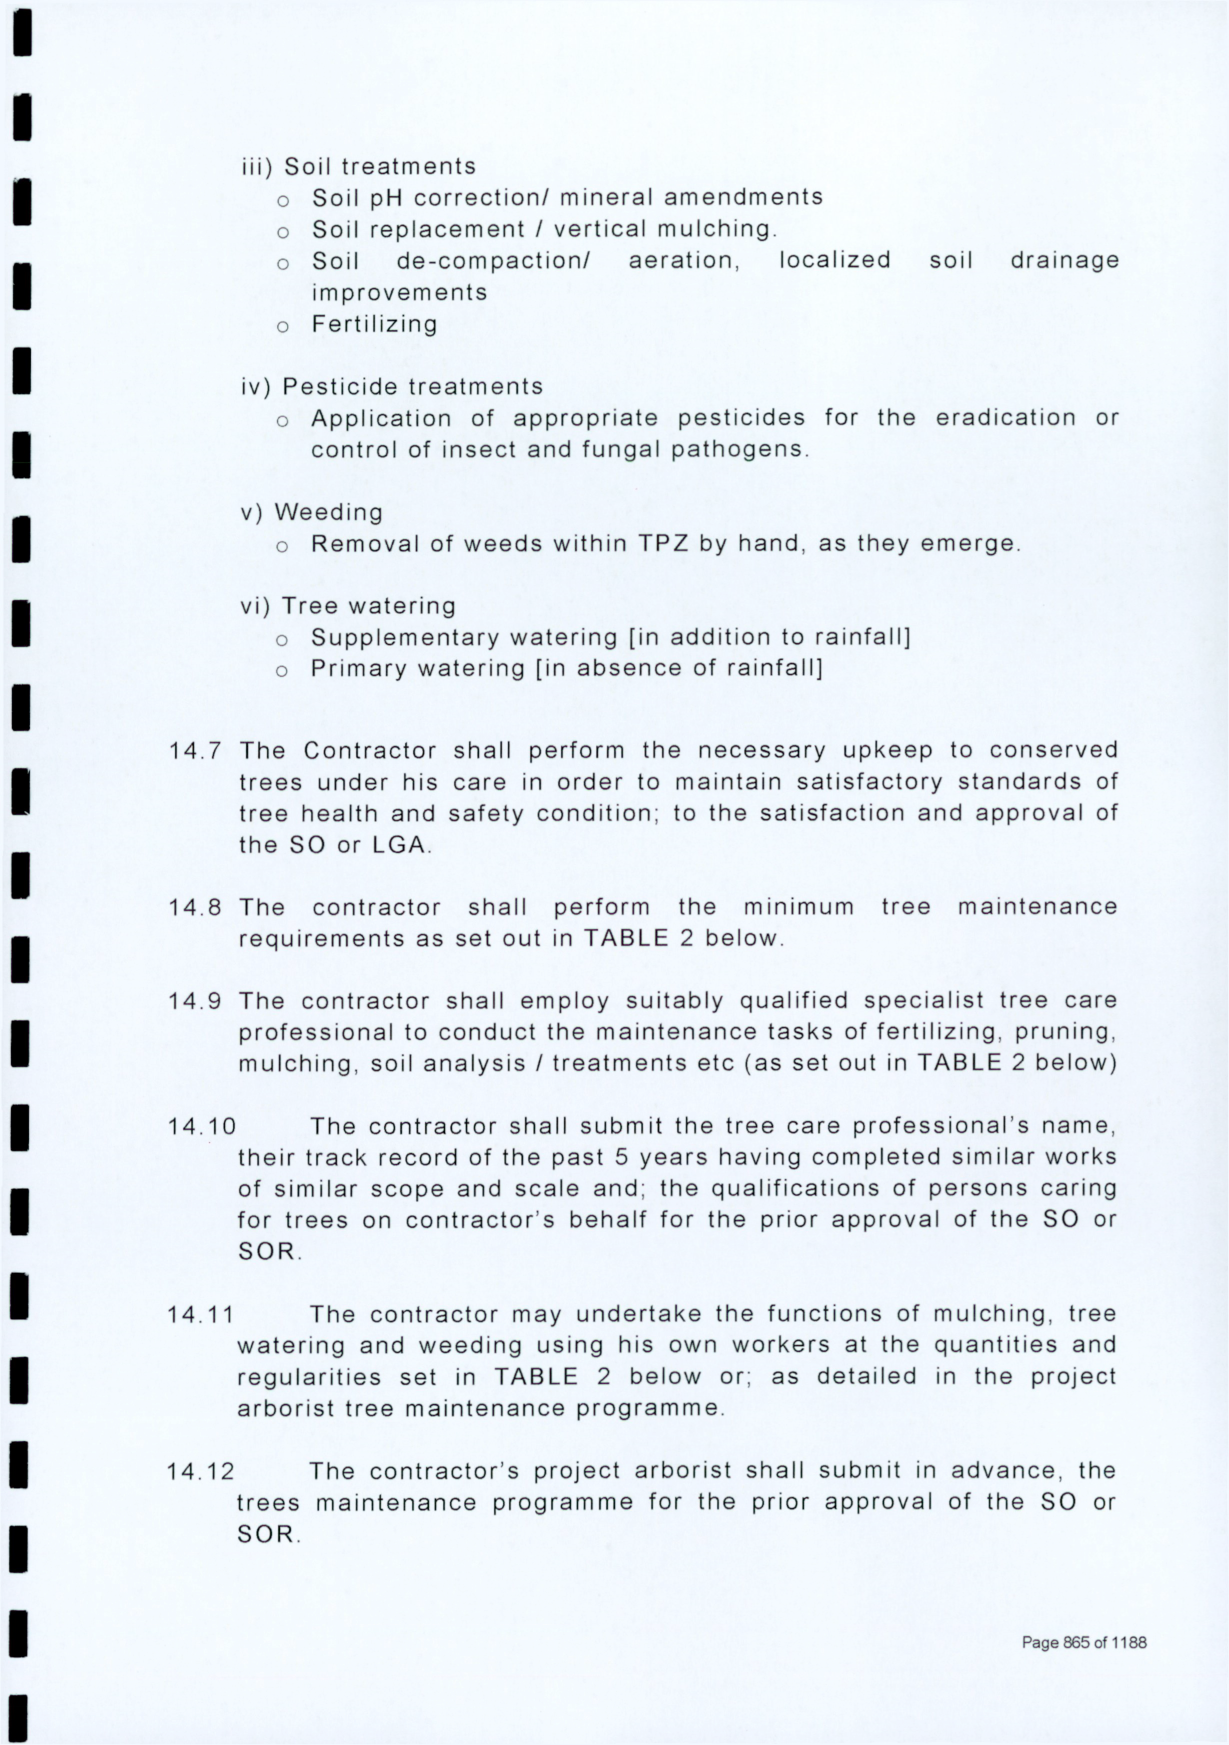 iii) Soil treatments
o Soil pH correction/ mineral amendments
o Soil replacement / vertical mulching.
o Soil de-compaction/ aeration, localized soil drainage
improvements
o Fertilizing
iv) Pesticide treatments
o Application of appropriate pesticides for the eradication or
control of insect and fungal pathogens.
v) Weeding
o Removal of weeds within TPZ by hand, as they emerge.
vi) Tree watering
o Supplementary watering [in addition to rainfall]
o Primary watering [in absence of rainfall]
14.7 The Contractor shall perform the necessary upkeep to conserved
trees under his care in order to maintain satisfactory standards of
tree health and safety condition; to the satisfaction and approval of
the SO or LGA.
14.8 The contractor shall perform the minimum tree maintenance
requirements as set out in TABLE 2 below.
14.9 The contractor shall employ suitably qualified specialist tree care
professional to conduct the maintenance tasks of fertilizing, pruning,
mulching, soil analysis / treatments etc (as set out in TABLE 2 below)
14.10 The contractor shall submit the tree care professional's name,
their track record of the past 5 years having completed similar works
of similar scope and scale and; the qualifications of persons caring
for trees on contractor's behalf for the prior approval of the SO or
SOR.
14.11 The contractor may undertake the functions of mulching, tree
watering and weeding using his own workers at the quantities and
regularities set in TABLE 2 below or; as detailed in the project
arborist tree maintenance programme.
14.12 The contractor's project arborist shall submit in advance, the
trees maintenance programme for the prior approval of the SO or
SOR.
Page 865 of 1188